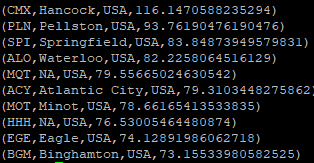 (CMX,Hancock,USA,116.1470588235294)
(PLN,Pellston,USA,93.76190476190476)
(SPI,Springfield,USA,83.84873949579831)
(ALO,Waterloo,USA,82.2258064516129)
(MQT,NA,USA,79.55665024630542)
(ACY,Atlantic City,USA,79.3103448275862)
(MOT,Minot,USA,78.66165413533835)
(HHH,NA,USA,76.53005464480874)
(EGE,Eagle,USA,74.12891986062718)
(BGM,Binghamton,USA,73.15533980582525)